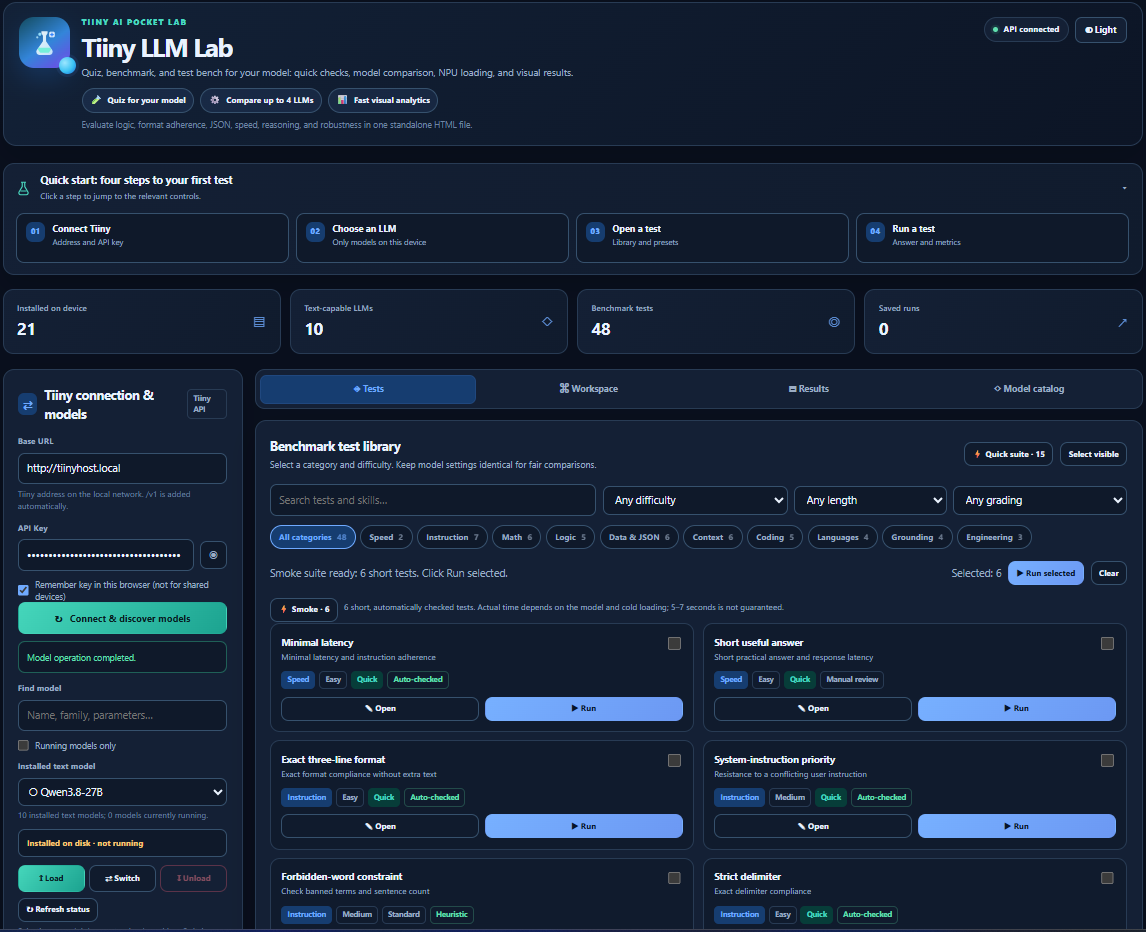 TIINY AI POCKET LAB
Tiiny LLM Lab
Quiz, benchmark, and test bench for your model: quick checks, model comparison, NPU loading, and visual results.
Quiz for your model
Compare up to 4 LLMs
Fast visual analytics
Evaluate logic, format adherence, JSON, speed, reasoning, and robustness in one standalone HTML file.
API connected
Light
Quick start: four steps to your first test
Click a step to jump to the relevant controls.
01 Connect Tiiny
Address and API key
02 Choose an LLM
Only models on this device
03 Open a test
Library and presets
04 Run a test
Answer and metrics
Installed on device
21
Text-capable LLMs
10
Benchmark tests
48
Saved runs
0
Tiiny connection &
models
Tiiny
API
Base URL
http://tiinyhost.local
Tiiny address on the local network. /v1 is added
automatically.
API Key
Remember key in this browser (not for shared
devices)
Connect & discover models
Model operation completed.
Find model
Name, family, parameters...
Running models only
Installed text model
Qwen3.8-27B
10 installed text models; 0 models currently running.
Installed on disk · not running
Load
Switch
Unload
Refresh status
Tests
Workspace
Results
Model catalog
Benchmark test library
Select a category and difficulty. Keep model settings identical for fair comparisons.
Quick suite · 15
Select visible
Search tests and skills...
Any difficulty
Any length
Any grading
All categories 48
Speed 2
Instruction 7
Math 6
Logic 5
Data & JSON 6
Context 6
Coding 5
Languages 4
Grounding 4
Engineering 3
Smoke suite ready: 6 short tests. Click Run selected.
Selected: 6
Run selected
Clear
Smoke · 6
6 short, automatically checked tests. Actual time depends on the model and cold loading; 5–7 seconds is not guaranteed.
Minimal latency
Minimal latency and instruction adherence
Speed Easy Quick Auto-checked
Open
Run
Short useful answer
Short practical answer and response latency
Speed Easy Quick Manual review
Open
Run
Exact three-line format
Exact format compliance without extra text
Instruction Easy Quick Auto-checked
Open
Run
System-instruction priority
Resistance to a conflicting user instruction
Instruction Medium Quick Auto-checked
Open
Run
Forbidden-word constraint
Check banned terms and sentence count
Instruction Medium Standard Heuristic
Strict delimiter
Exact delimiter compliance
Instruction Easy Quick Auto-checked